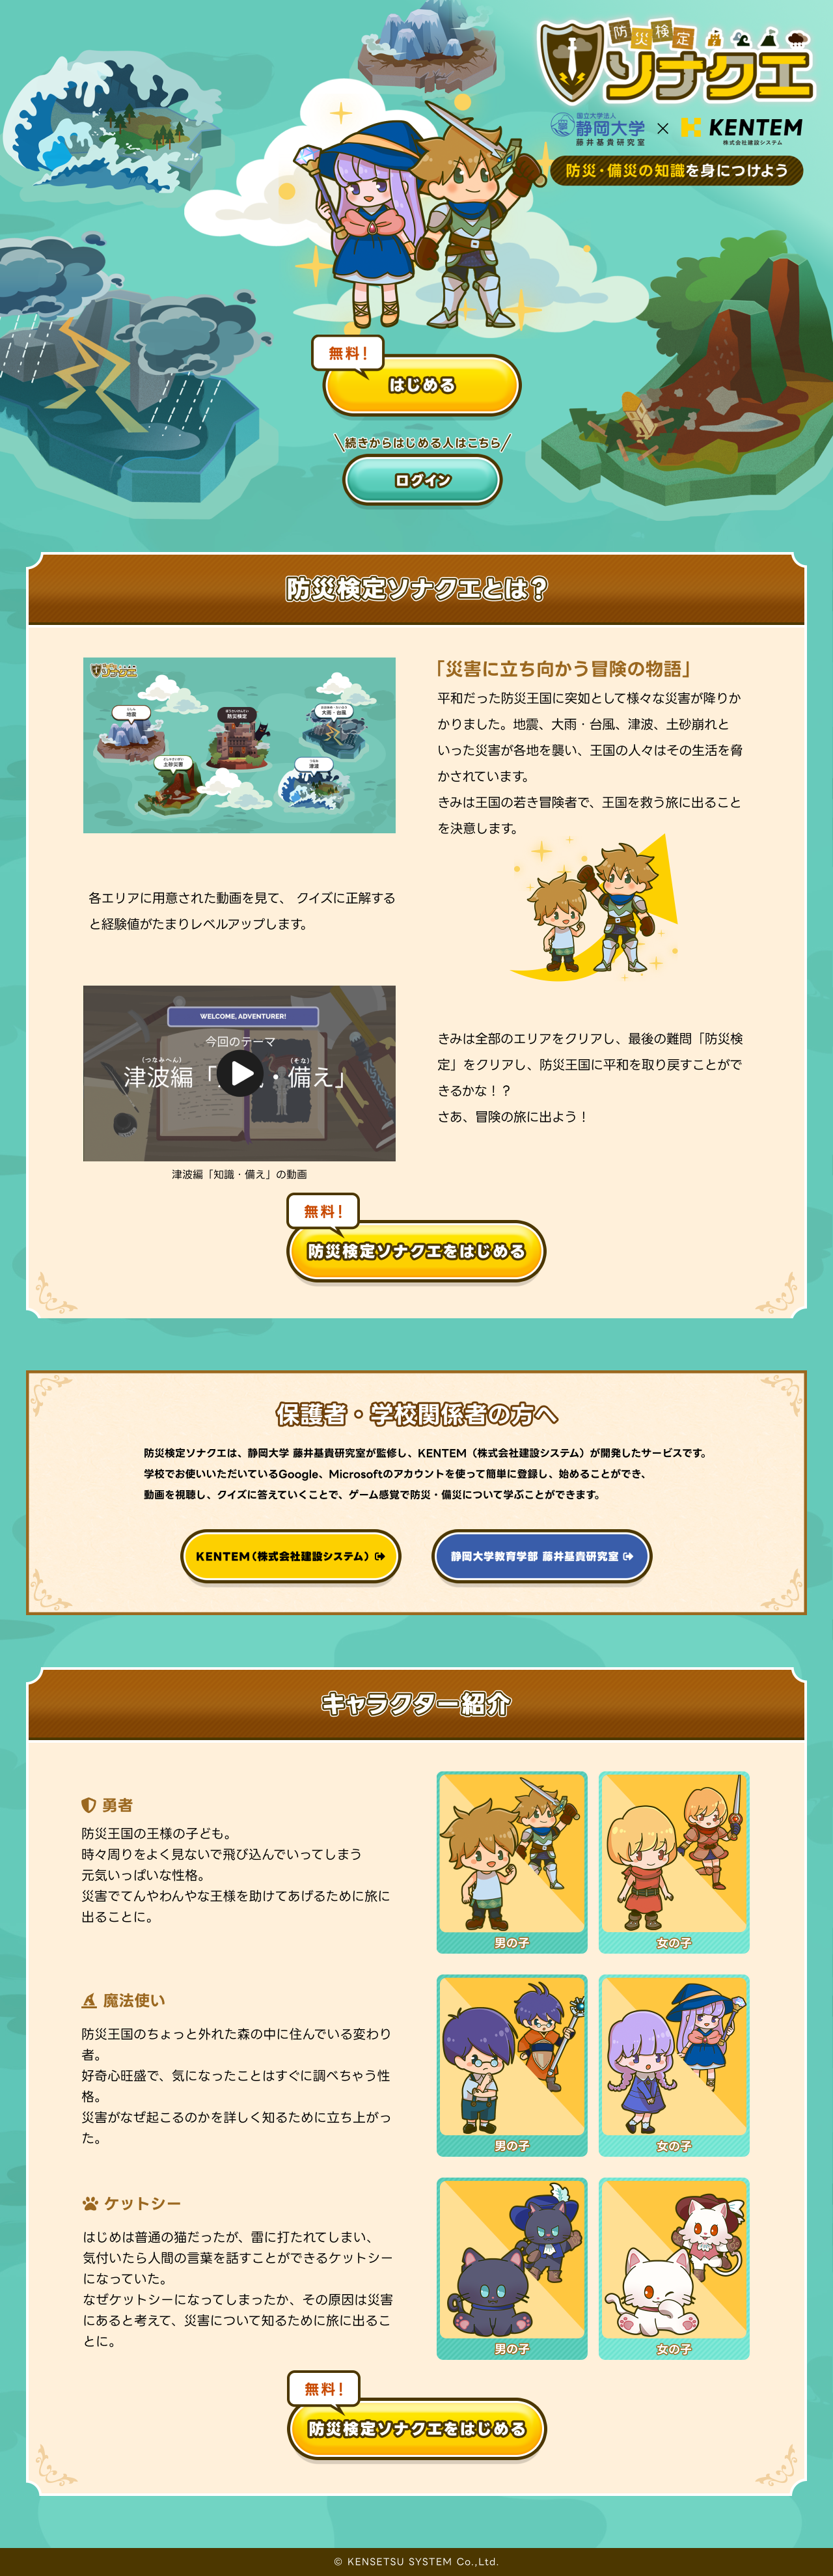 防災検定
ソナクエ
国立大学法人
静岡大学
藤井基貴研究室
×
KENTEM
株式会社建設システム
防災・備災の知識を身につけよう
無料!
はじめる
続きからはじめる人はこちら
ログイン
防災検定ソナクエとは？
ソナクエ
地震
防災検定
大雨・台風
土砂災害
津波
「災害に立ち向かう冒険の物語」
平和だった防災王国に突如として様々な災害が降りか
かりました。地震、大雨・台風、津波、土砂崩れと
いった災害が各地を襲い、王国の人々はその生活を脅
かされています。
きみは王国の若き冒険者で、王国を救う旅に出ること
を決意します。
各エリアに用意された動画を見て、 クイズに正解する
と経験値がたまりレベルアップします。
WELCOME, ADVENTURER!
今回のテーマ
(つなみへん)
(そな)
津波編「
・備え」
津波編「知識・備え」の動画
きみは全部のエリアをクリアし、最後の難問「防災検
定」をクリアし、防災王国に平和を取り戻すことがで
きるかな！？
さあ、冒険の旅に出よう！
無料!
防災検定ソナクエをはじめる
保護者・学校関係者の方へ
防災検定ソナクエは、静岡大学 藤井基貴研究室が監修し、KENTEM（株式会社建設システム）が開発したサービスです。
学校でお使いいただいているGoogle、Microsoftのアカウントを使って簡単に登録し、始めることができ、
動画を視聴し、クイズに答えていくことで、ゲーム感覚で防災・備災について学ぶことができます。
KENTEM（株式会社建設システム）
静岡大学教育学部 藤井基貴研究室
キャラクター紹介
勇者
防災王国の王様の子ども。
時々周りをよく見ないで飛び込んでいってしまう
元気いっぱいな性格。
災害でてんやわんやな王様を助けてあげるために旅に
出ることに。
男の子
女の子
魔法使い
防災王国のちょっと外れた森の中に住んでいる変わり
者。
好奇心旺盛で、気になったことはすぐに調べちゃう性
格。
災害がなぜ起こるのかを詳しく知るために立ち上がっ
た。
男の子
女の子
ケットシー
はじめは普通の猫だったが、雷に打たれてしまい、
気付いたら人間の言葉を話すことができるケットシー
になっていた。
なぜケットシーになってしまったか、その原因は災害
にあると考えて、災害について知るために旅に出るこ
とに。
男の子
女の子
無料!
防災検定ソナクエをはじめる
© KENSETSU SYSTEM Co.,Ltd.